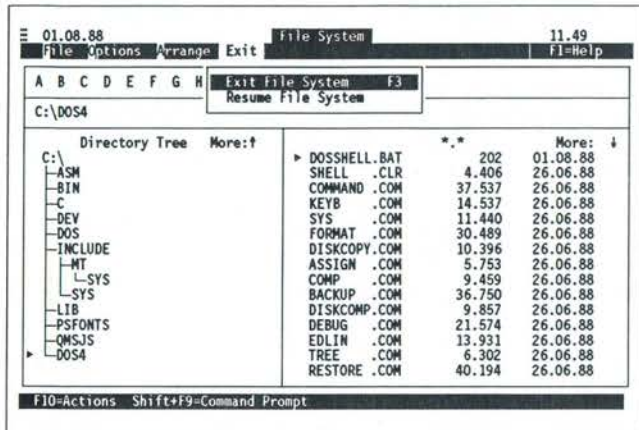 01.08.88 File System 11.49
File Options Arrange Exit F1=Help
A B C D E F G H
Exit File System F3
Resume File System
C:\DOS4
Directory Tree More:↑
C:\
ASM
BIN
C
DEV
DOS
INCLUDE
MT
SYS
SYS
LIB
PSFONTS
QMSJS
DOS4
*.* More: ↓
DOSSHELL.BAT 202 01.08.88
SHELL .CLR 4.406 26.06.88
COMMAND .COM 37.537 26.06.88
KEYB .COM 14.537 26.06.88
SYS .COM 11.440 26.06.88
FORMAT .COM 30.489 26.06.88
DISKCOPY.COM 10.396 26.06.88
ASSIGN .COM 5.753 26.06.88
COMP .COM 9.459 26.06.88
BACKUP .COM 36.750 26.06.88
DISKCOMP.COM 9.857 26.06.88
DEBUG .COM 21.574 26.06.88
EDLIN .COM 13.931 26.06.88
TREE .COM 6.302 26.06.88
RESTORE .COM 40.194 26.06.88
F10=Actions Shift+F9=Command Prompt